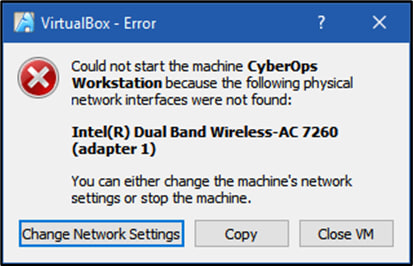 VirtualBox - Error
Could not start the machine CyberOps
Workstation because the following physical
network interfaces were not found:
Intel(R) Dual Band Wireless-AC 7260
(adapter 1)
You can either change the machine's network
settings or stop the machine.
Change Network Settings
Copy
Close VM